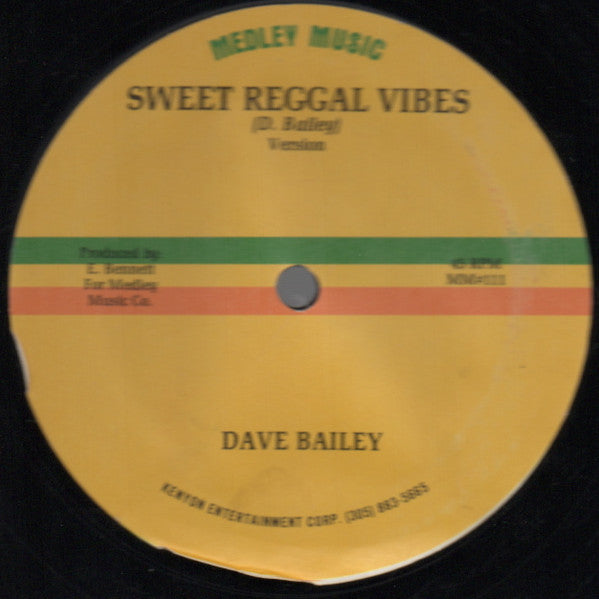 MEDLEY MUSIC
SWEET REGGAL VIBES
(D. Bailey)
Version
Produced by
L. Bennett
For Medley
Music Co.
45 RPM
MM#111
DAVE BAILEY
KENYON ENTERTAINMENT CORP. (305) 883-5665